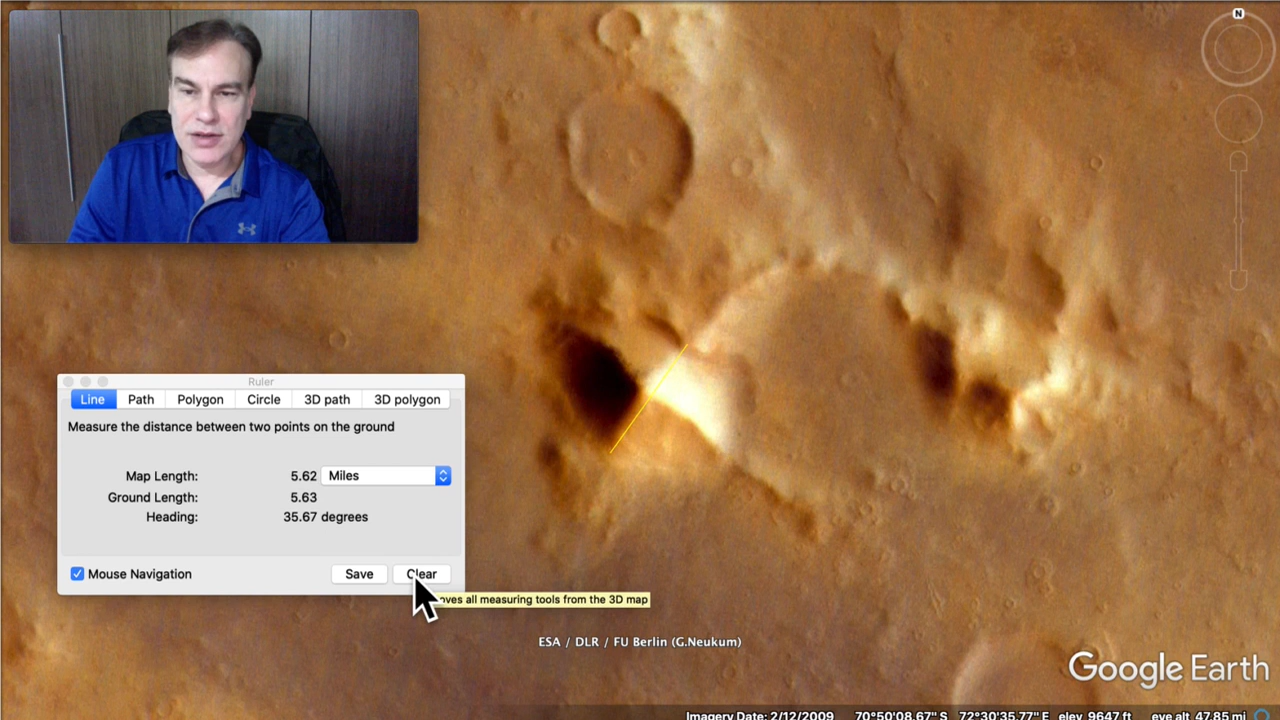 N
Ruler
Line Path Polygon Circle 3D path 3D polygon
Measure the distance between two points on the ground
Map Length: 5.62 Miles
Ground Length: 5.63
Heading: 35.67 degrees
Mouse Navigation Save Clear
oves all measuring tools from the 3D map
ESA / DLR / FU Berlin (G.Neukum)
Google Earth
Imagery Date: 2/12/2009 70°50'08.67" S 72°30'35.77" E elev 9647 ft eye alt 47.85 mi